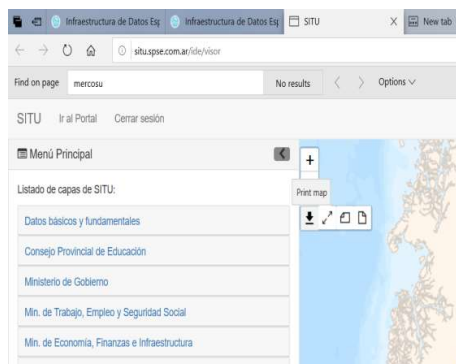 Infraestructura de Datos Esp Infraestructura de Datos Esp SITU X New tab
situ.spse.com.ar/ide/visor
Find on page mercosu No results Options
SITU Ir al Portal Cerrar sesión
Menú Principal
+
Listado de capas de SITU:
Print map
Datos básicos y fundamentales
Consejo Provincial de Educación
Ministerio de Gobierno
Min. de Trabajo, Empleo y Seguridad Social
Min. de Economía, Finanzas e Infraestructura